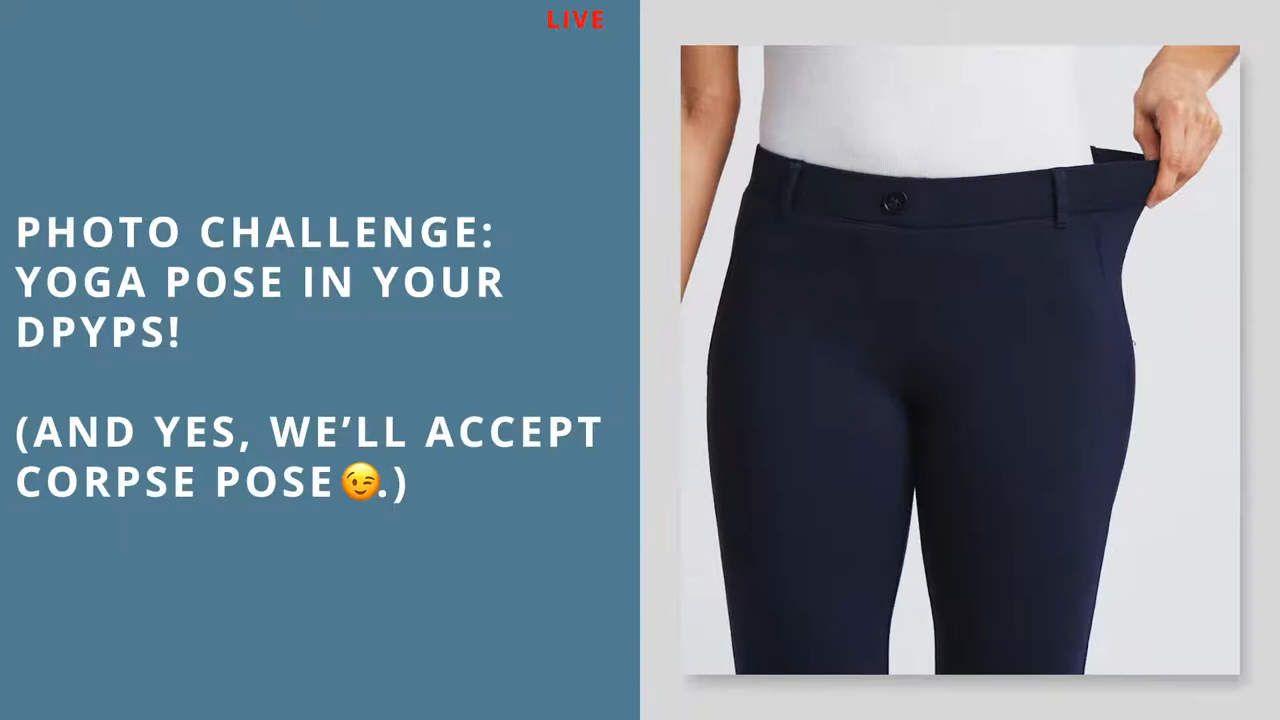 LIVE
PHOTO CHALLENGE:
YOGA POSE IN YOUR
DPYPS!
(AND YES, WE’LL ACCEPT
CORPSE POSE😉.)